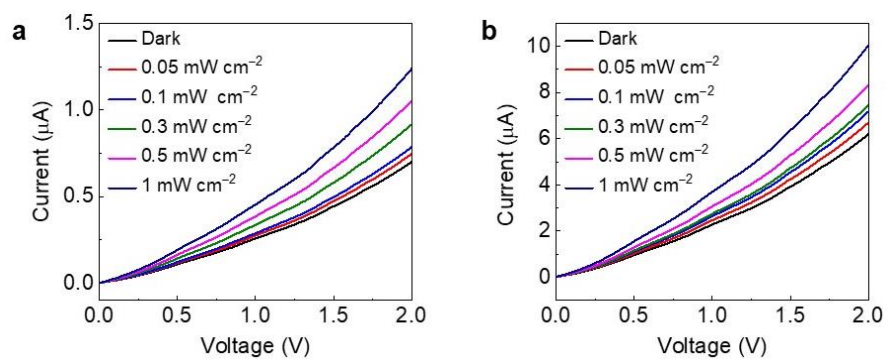 a
Current (μA)
1.5
1.0
0.5
0.0
Dark
0.05 mW cm⁻²
0.1 mW  cm⁻²
0.3 mW cm⁻²
0.5 mW cm⁻²
1 mW cm⁻²
0.0 0.5 1.0 1.5 2.0
Voltage (V)
b
Current (μA)
10
8
6
4
2
0
Dark
0.05 mW cm⁻²
0.1 mW  cm⁻²
0.3 mW cm⁻²
0.5 mW cm⁻²
1 mW cm⁻²
0.0 0.5 1.0 1.5 2.0
Voltage (V)